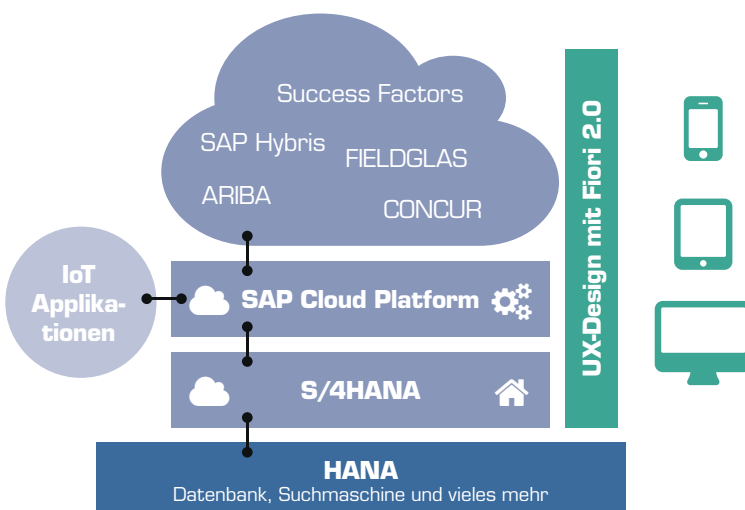 Success Factors
SAP Hybris
FIELDGLAS
ARIBA
CONCUR
IoT
Applika-
tionen
SAP Cloud Platform
S/4HANA
HANA
Datenbank, Suchmaschine und vieles mehr
UX-Design mit Fiori 2.0